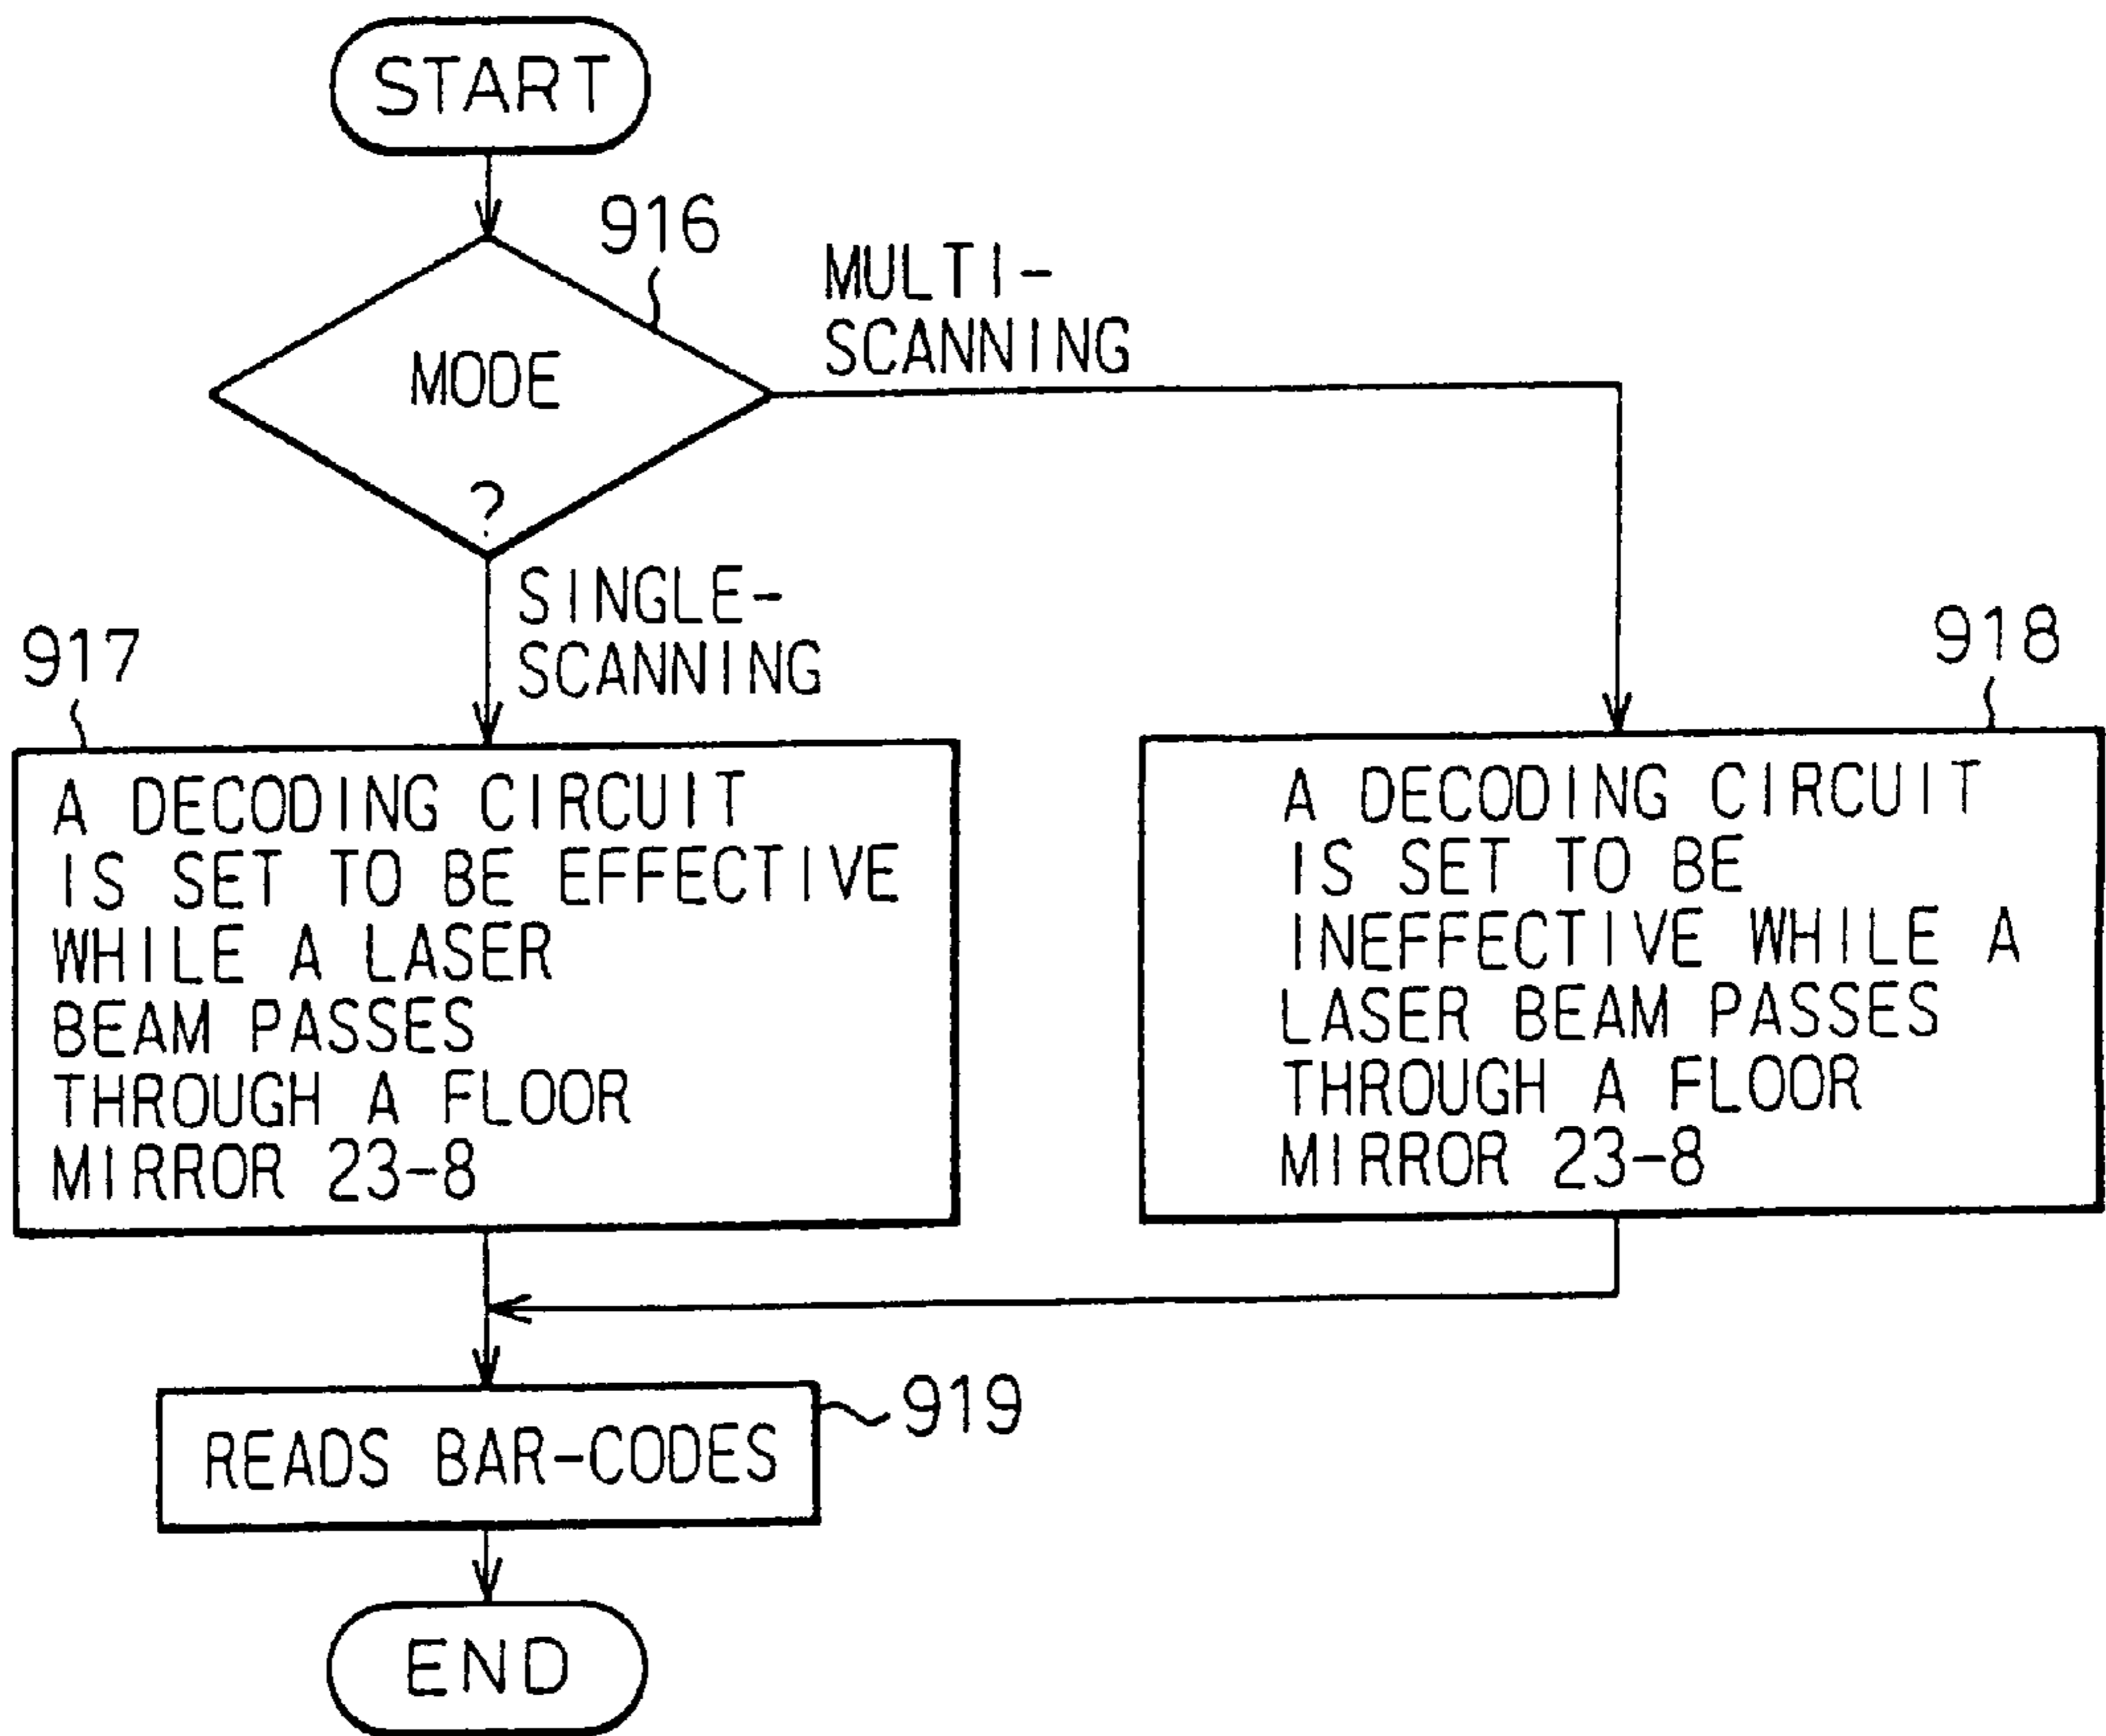 START
916
MULTI-
SCANNING
MODE
?
SINGLE-
SCANNING
917
918
A DECODING CIRCUIT
IS SET TO BE EFFECTIVE
WHILE A LASER
BEAM PASSES
THROUGH A FLOOR
MIRROR 23-8
A DECODING CIRCUIT
IS SET TO BE
INEFFECTIVE WHILE A
LASER BEAM PASSES
THROUGH A FLOOR
MIRROR 23-8
919
READS BAR-CODES
END